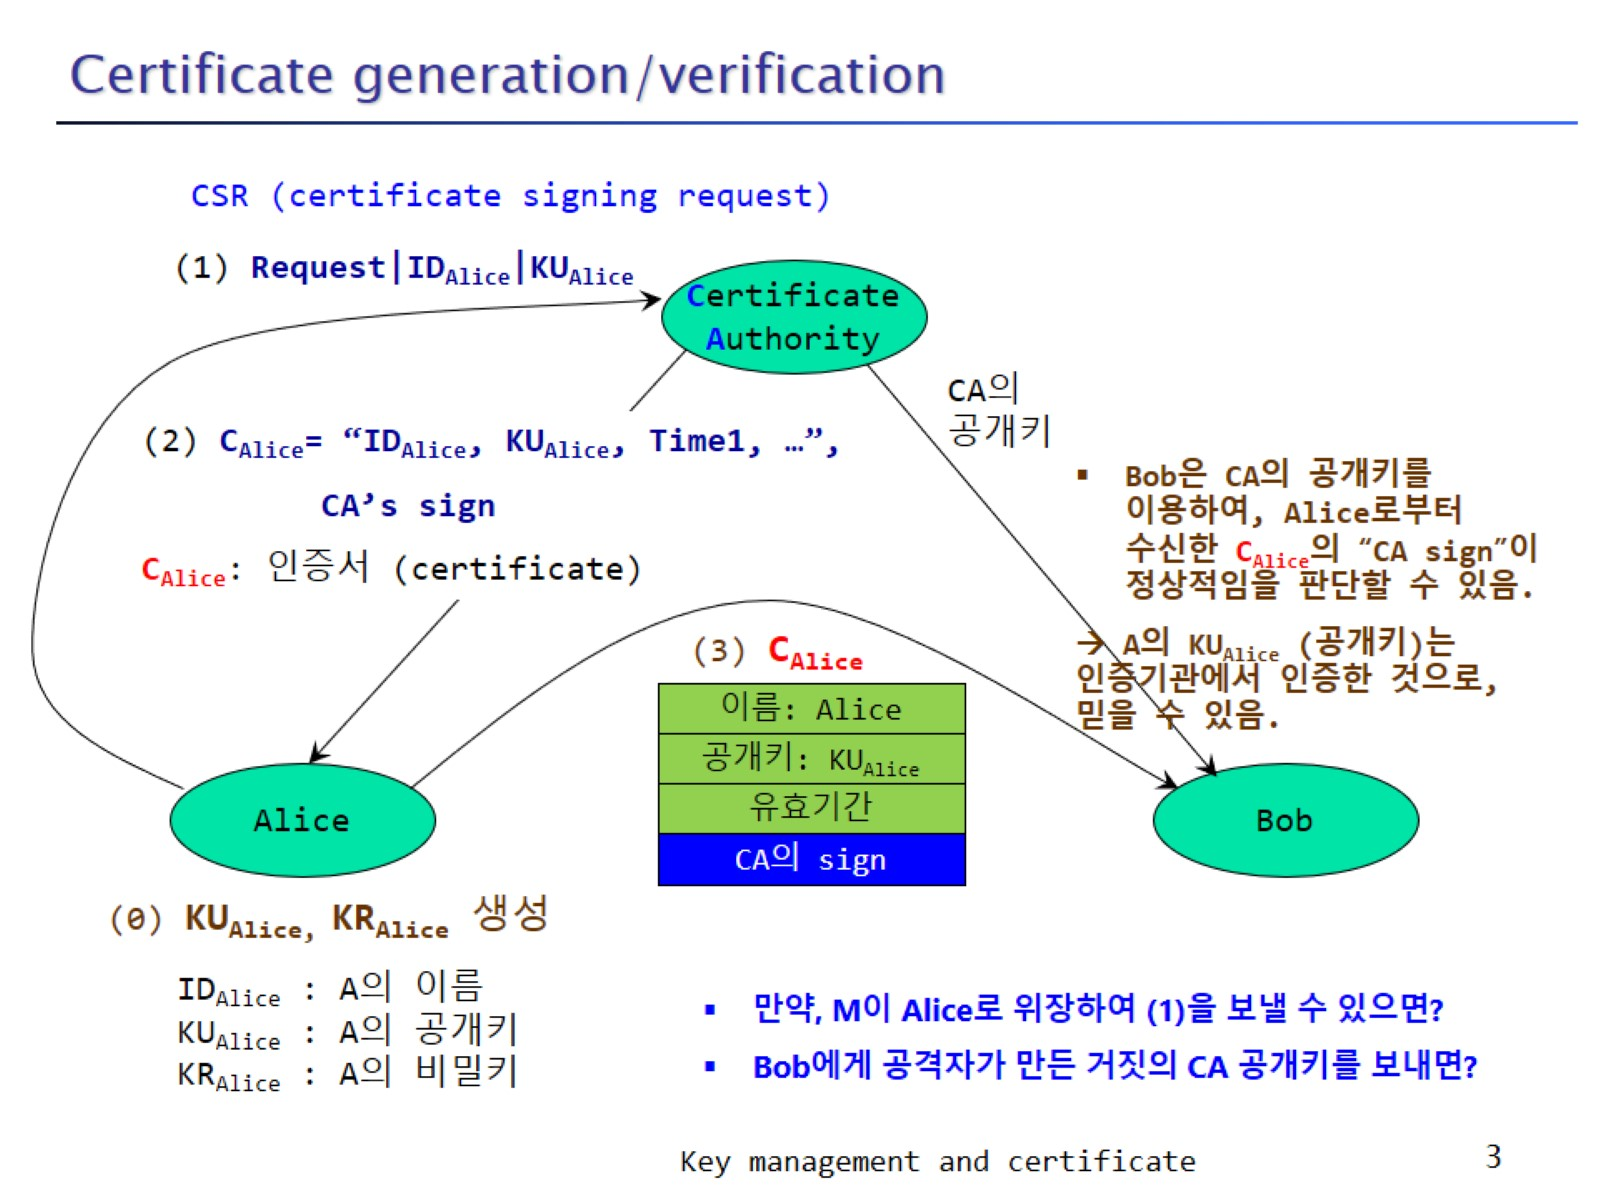 Certificate generation/verification
CSR (certificate signing request)
(1) Request|IDAlice|KUAlice
Certificate
Authority
CA의
공개키
(2) CAlice= “IDAlice, KUAlice, Time1, …”,
CA’s sign
CAlice: 인증서 (certificate)
▪ Bob은 CA의 공개키를
이용하여, Alice로부터
수신한 CAlice의 “CA sign”이
정상적임을 판단할 수 있음.
→ A의 KUAlice (공개키)는
인증기관에서 인증한 것으로,
믿을 수 있음.
(3) CAlice
이름: Alice
공개키: KUAlice
유효기간
CA의 sign
Alice
Bob
(0) KUAlice, KRAlice 생성
IDAlice : A의 이름
KUAlice : A의 공개키
KRAlice : A의 비밀키
▪ 만약, M이 Alice로 위장하여 (1)을 보낼 수 있으면?
▪ Bob에게 공격자가 만든 거짓의 CA 공개키를 보내면?
Key management and certificate
3